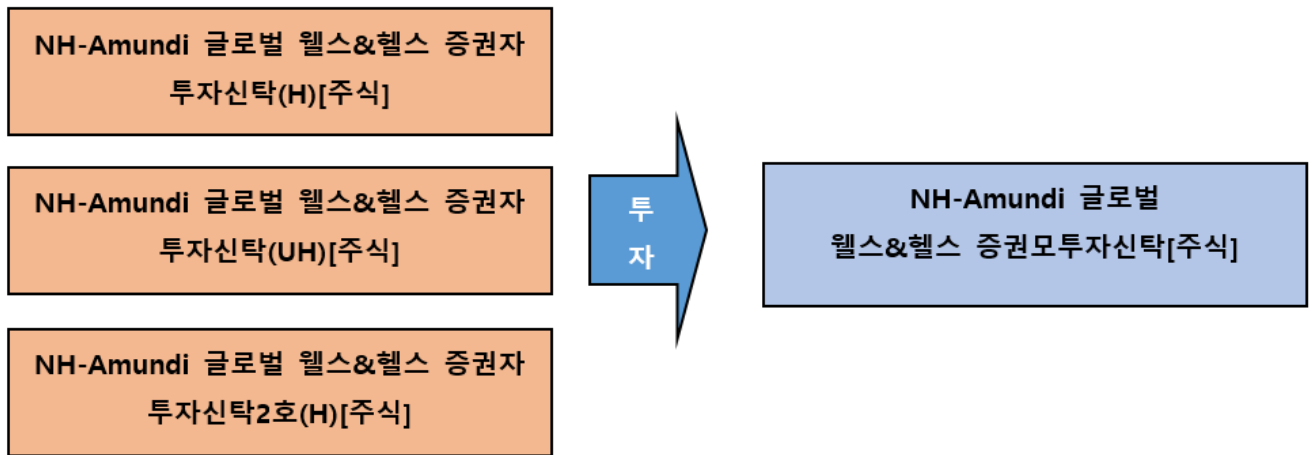 NH-Amundi 글로벌 웰스&헬스 증권자
투자신탁(H)[주식]
NH-Amundi 글로벌 웰스&헬스 증권자
투자신탁(UH)[주식]
NH-Amundi 글로벌 웰스&헬스 증권자
투자신탁2호(H)[주식]
투
자
NH-Amundi 글로벌
웰스&헬스 증권모투자신탁[주식]